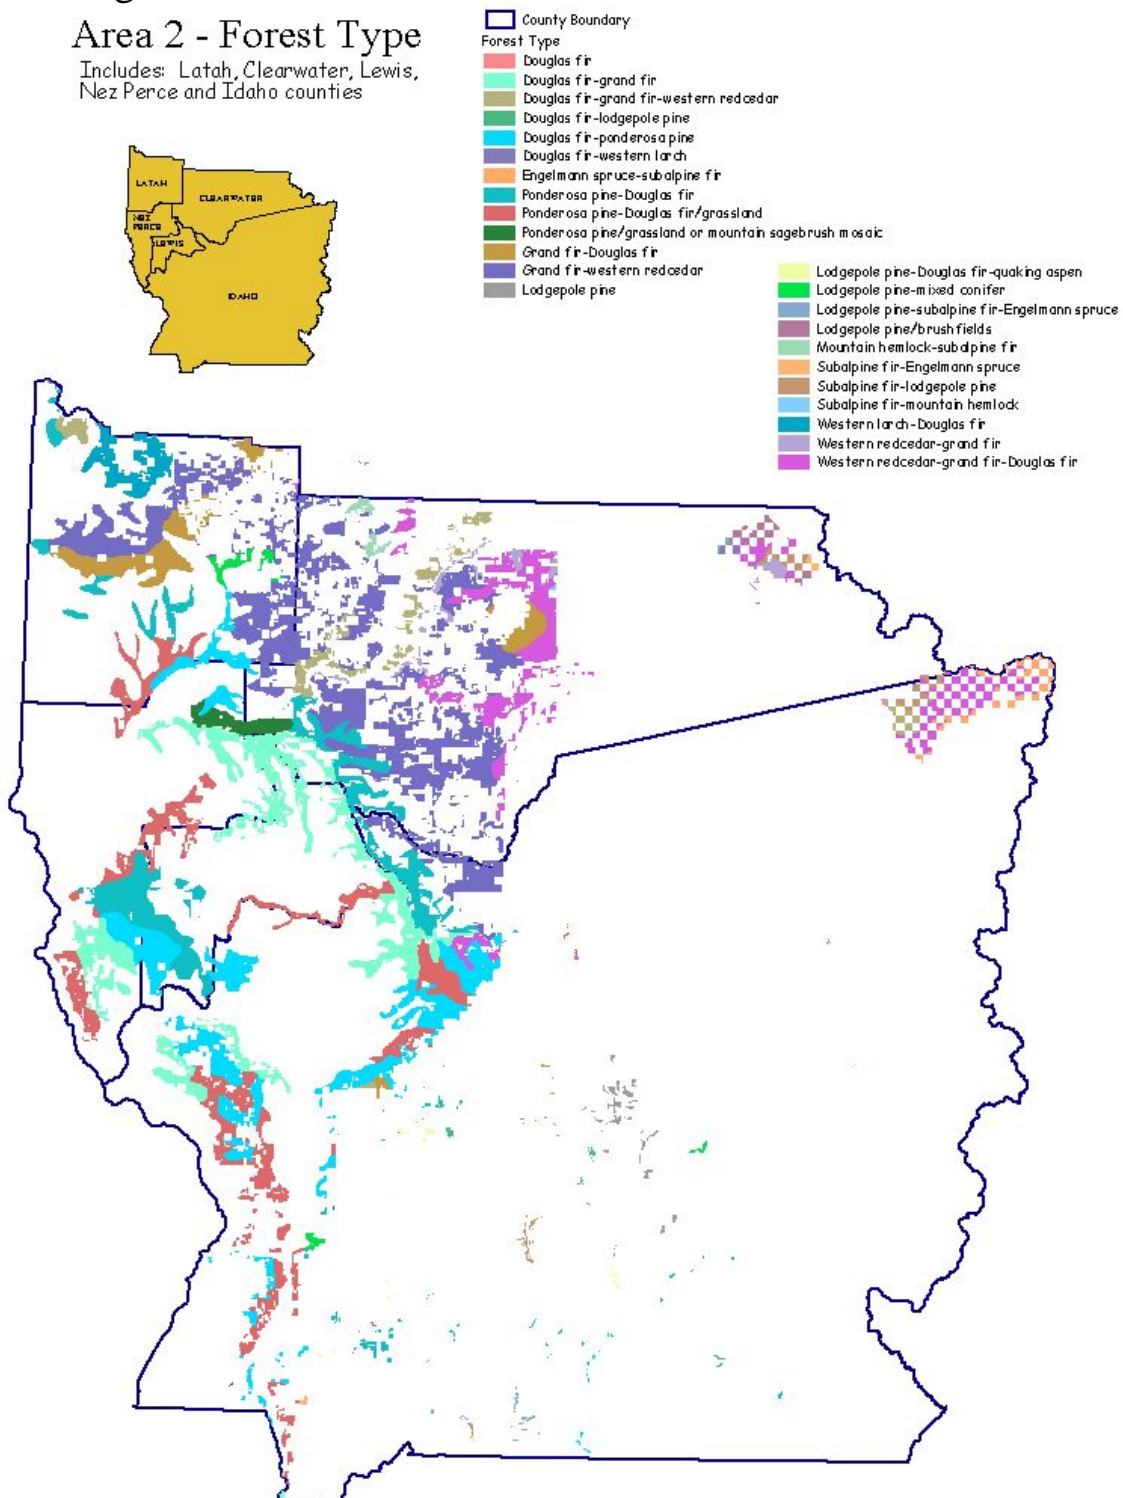 Area 2 - Forest Type
Includes: Latah, Clearwater, Lewis,
Nez Perce and Idaho counties
County Boundary
Forest Type
Douglas fir
Douglas fir-grand fir
Douglas fir-grand fir-western redcedar
Douglas fir-lodgepole pine
Douglas fir-ponderosa pine
Douglas fir-western larch
Engelmann spruce-subalpine fir
Ponderosa pine-Douglas fir
Ponderosa pine-Douglas fir/grassland
Ponderosa pine/grassland or mountain sagebrush mosaic
Grand fir-Douglas fir
Grand fir-western redcedar
Lodgepole pine
Lodgepole pine-Douglas fir-quaking aspen
Lodgepole pine-mixed conifer
Lodgepole pine-subalpine fir-Engelmann spruce
Lodgepole pine/brushfields
Mountain hemlock-subalpine fir
Subalpine fir-Engelmann spruce
Subalpine fir-lodgepole pine
Subalpine fir-mountain hemlock
Western larch-Douglas fir
Western redcedar-grand fir
Western redcedar-grand fir-Douglas fir
LATAH
CLEARWATER
NEZ
PERCE
LEWIS
IDAHO